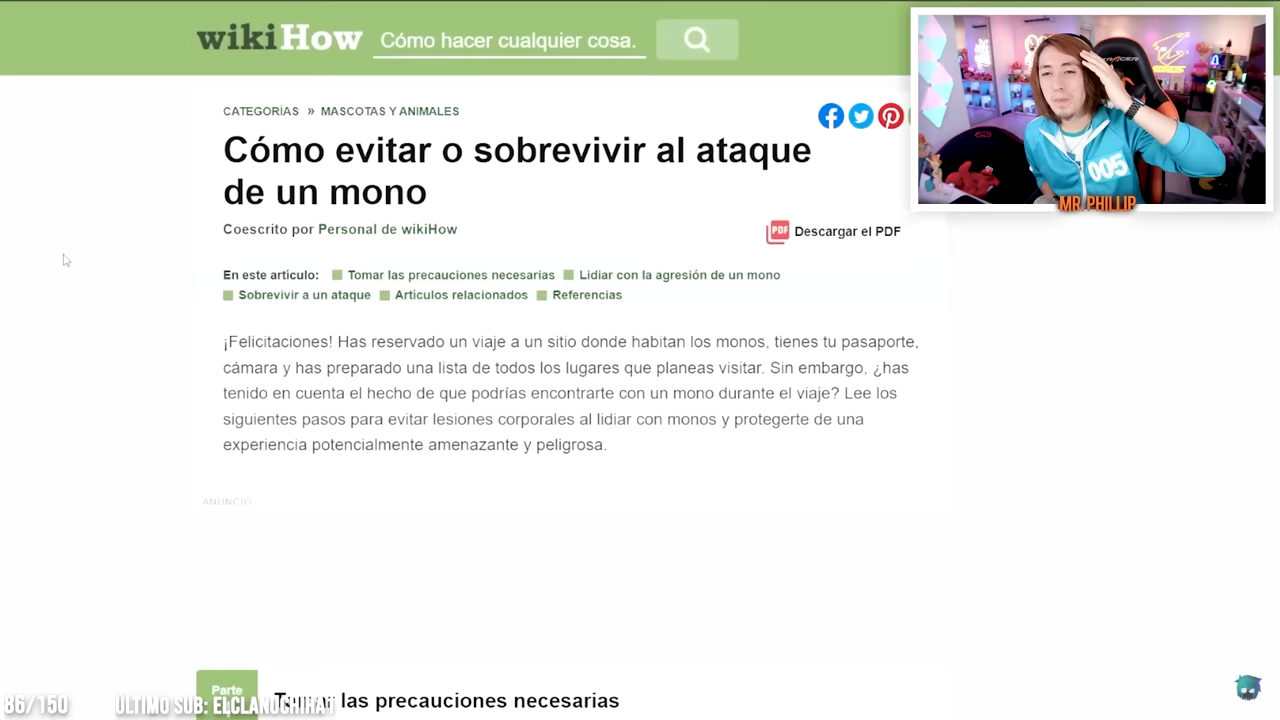 wikiHow Cómo hacer cualquier cosa.
CATEGORÍAS » MASCOTAS Y ANIMALES
Cómo evitar o sobrevivir al ataque
de un mono
Coescrito por Personal de wikiHow
Descargar el PDF
En este artículo: Tomar las precauciones necesarias Lidiar con la agresión de un mono
Sobrevivir a un ataque Artículos relacionados Referencias
¡Felicitaciones! Has reservado un viaje a un sitio donde habitan los monos, tienes tu pasaporte,
cámara y has preparado una lista de todos los lugares que planeas visitar. Sin embargo, ¿has
tenido en cuenta el hecho de que podrías encontrarte con un mono durante el viaje? Lee los
siguientes pasos para evitar lesiones corporales al lidiar con monos y protegerte de una
experiencia potencialmente amenazante y peligrosa.
ANUNCIO
Parte
Tomar las precauciones necesarias
86/150
ÚLTIMO SUB:
005
MR. PHILLIP
PDF